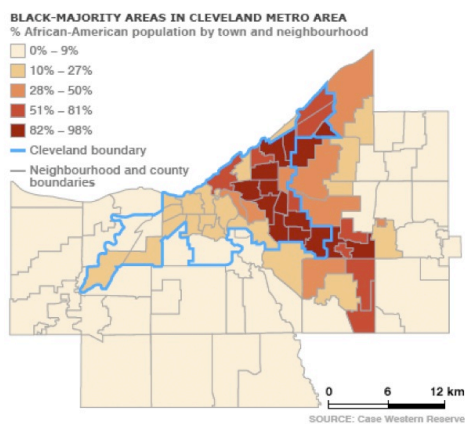 BLACK-MAJORITY AREAS IN CLEVELAND METRO AREA
% African-American population by town and neighbourhood
0% – 9%
10% – 27%
28% – 50%
51% – 81%
82% – 98%
Cleveland boundary
Neighbourhood and county
boundaries
0 6 12 km
SOURCE: Case Western Reserve